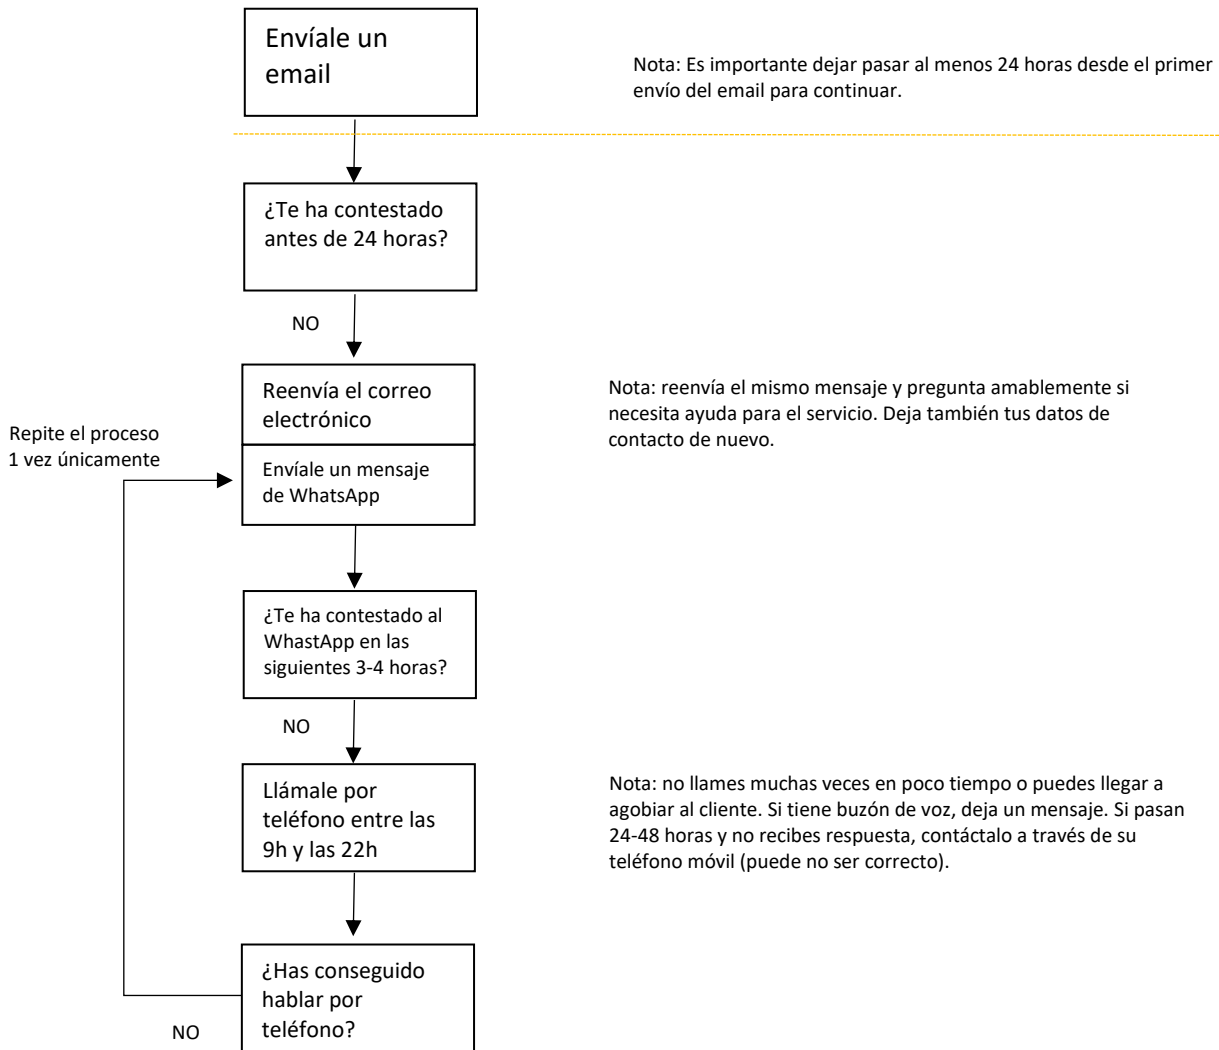 Envíale un
email
Nota: Es importante dejar pasar al menos 24 horas desde el primer
envío del email para continuar.
¿Te ha contestado
antes de 24 horas?
NO
Reenvía el correo
electrónico
Nota: reenvía el mismo mensaje y pregunta amablemente si
necesita ayuda para el servicio. Deja también tus datos de
contacto de nuevo.
Repite el proceso
1 vez únicamente
Envíale un mensaje
de WhatsApp
¿Te ha contestado al
WhastApp en las
siguientes 3-4 horas?
NO
Llámale por
teléfono entre las
9h y las 22h
Nota: no llames muchas veces en poco tiempo o puedes llegar a
agobiar al cliente. Si tiene buzón de voz, deja un mensaje. Si pasan
24-48 horas y no recibes respuesta, contáctalo a través de su
teléfono móvil (puede no ser correcto).
¿Has conseguido
hablar por
teléfono?
NO